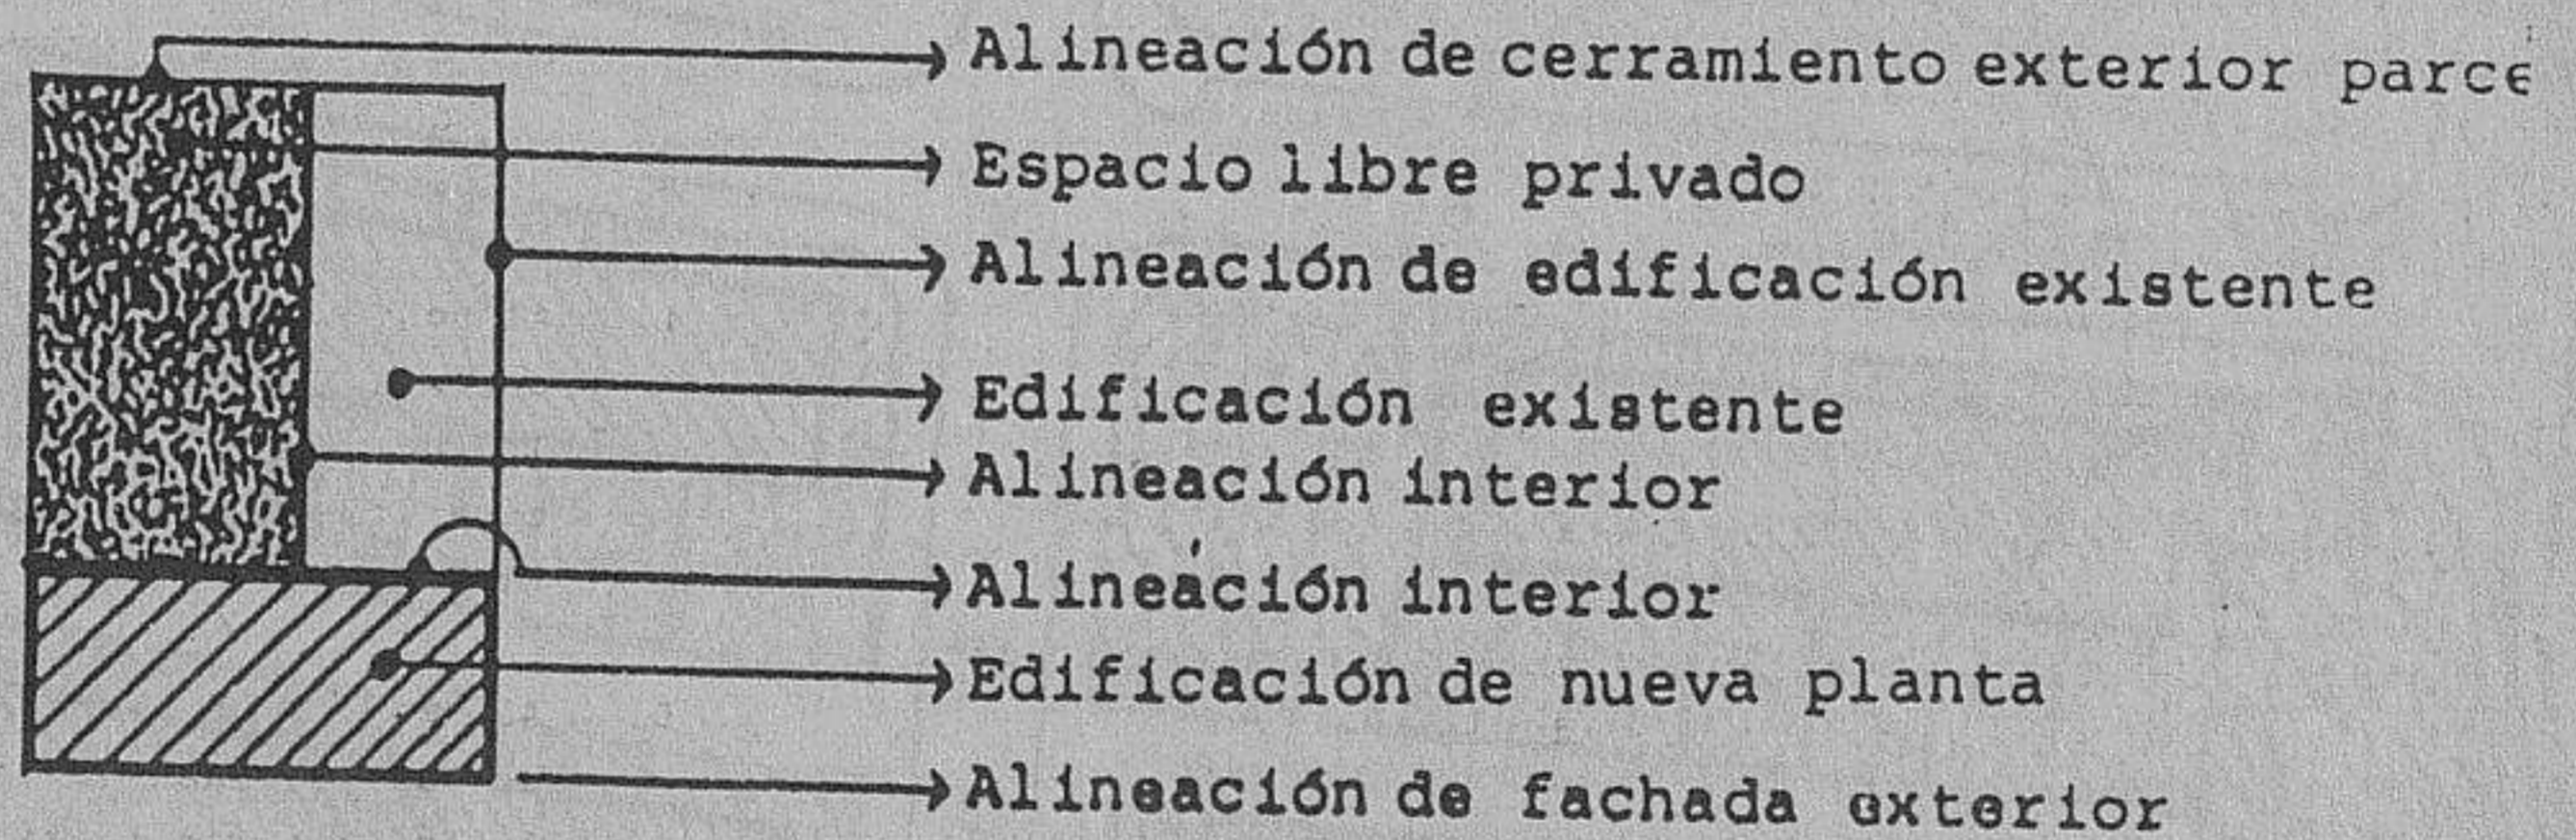 Alineación de cerramiento exterior parce
Espacio libre privado
Alineación de edificación existente
Edificación existente
Alineación interior
Alineación interior
Edificación de nueva planta
Alineación de fachada exterior